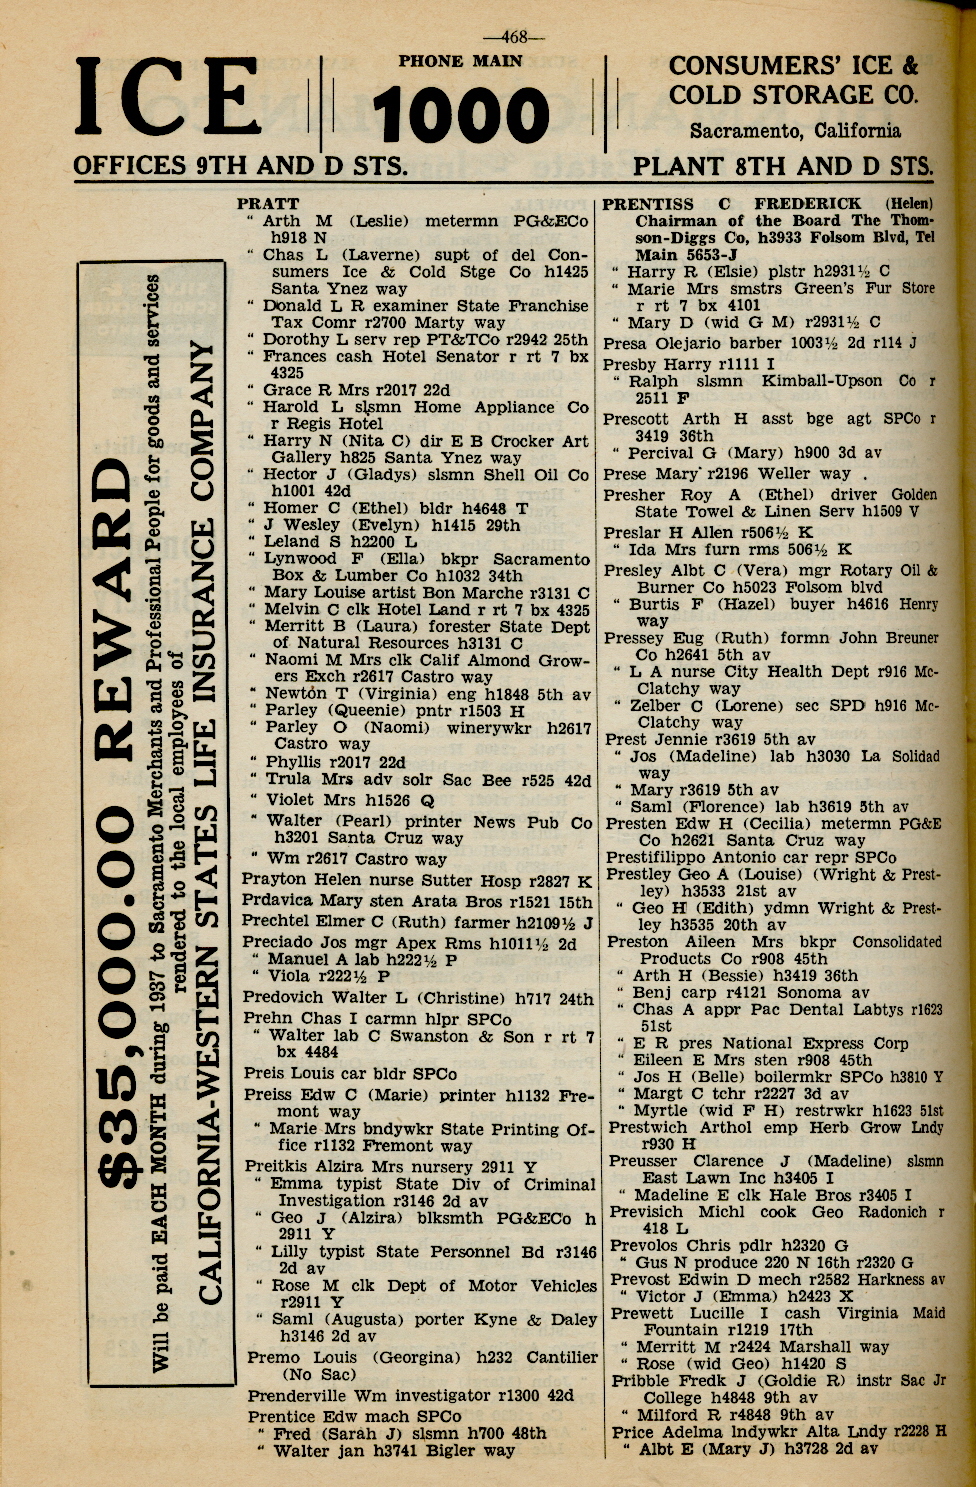 —468—
ICE
PHONE MAIN
1000
CONSUMERS' ICE &
COLD STORAGE CO.
Sacramento, California
OFFICES 9TH AND D STS.
PLANT 8TH AND D STS.
$35,000.00 REWARD
Will be paid EACH MONTH during 1937 to Sacramento Merchants and Professional People for goods and services
rendered to the local employees of
CALIFORNIA-WESTERN STATES LIFE INSURANCE COMPANY
PRATT
" Arth M (Leslie) metermn PG&ECo
h918 N
" Chas L (Laverne) supt of del Con-
sumers Ice & Cold Stge Co h1425
Santa Ynez way
" Donald L R examiner State Franchise
Tax Comr r2700 Marty way
" Dorothy L serv rep PT&TCo r2942 25th
" Frances cash Hotel Senator r rt 7 bx
4325
" Grace R Mrs r2017 22d
" Harold L slsmn Home Appliance Co
r Regis Hotel
" Harry N (Nita C) dir E B Crocker Art
Gallery h825 Santa Ynez way
" Hector J (Gladys) slsmn Shell Oil Co
h1001 42d
" Homer C (Ethel) bldr h4648 T
" J Wesley (Evelyn) h1415 29th
" Leland S h2200 L
" Lynwood F (Ella) bkpr Sacramento
Box & Lumber Co h1032 34th
" Mary Louise artist Bon Marche r3131 C
" Melvin C clk Hotel Land r rt 7 bx 4325
" Merritt B (Laura) forester State Dept
of Natural Resources h3131 C
" Naomi M Mrs clk Calif Almond Grow-
ers Exch r2617 Castro way
" Newton T (Virginia) eng h1848 5th av
" Parley (Queenie) pntr r1503 H
" Parley O (Naomi) winerywkr h2617
Castro way
" Phyllis r2017 22d
" Trula Mrs adv solr Sac Bee r525 42d
" Violet Mrs h1526 Q
" Walter (Pearl) printer News Pub Co
h3201 Santa Cruz way
" Wm r2617 Castro way
Prayton Helen nurse Sutter Hosp r2827 K
Prdavica Mary sten Arata Bros r1521 15th
Prechtel Elmer C (Ruth) farmer h2109½ J
Preciado Jos mgr Apex Rms h1011½ 2d
" Manuel A lab h222½ P
" Viola r222½ P
Predovich Walter L (Christine) h717 24th
Prehn Chas I carmn hlpr SPCo
" Walter lab C Swanston & Son r rt 7
bx 4484
Preis Louis car bldr SPCo
Preiss Edw C (Marie) printer h1132 Fre-
mont way
" Marie Mrs bndywkr State Printing Of-
fice r1132 Fremont way
Preitkis Alzira Mrs nursery 2911 Y
" Emma typist State Div of Criminal
Investigation r3146 2d av
" Geo J (Alzira) blksmth PG&ECo h
2911 Y
" Lilly typist State Personnel Bd r3146
2d av
" Rose M clk Dept of Motor Vehicles
r2911 Y
" Saml (Augusta) porter Kyne & Daley
h3146 2d av
Premo Louis (Georgina) h232 Cantilier
(No Sac)
Prenderville Wm investigator r1300 42d
Prentice Edw mach SPCo
" Fred (Sarah J) slsmn h700 48th
" Walter jan h3741 Bigler way
PRENTISS C FREDERICK (Helen)
Chairman of the Board The Thom-
son-Diggs Co, h3933 Folsom Blvd, Tel
Main 5653-J
" Harry R (Elsie) plstr h2931½ C
" Marie Mrs smstrs Green's Fur Store
r rt 7 bx 4101
" Mary D (wid G M) r2931½ C
Presa Olejario barber 1003½ 2d r114 J
Presby Harry r1111 I
" Ralph slsmn Kimball-Upson Co r
2511 F
Prescott Arth H asst bge agt SPCo r
3419 36th
" Percival G (Mary) h900 3d av
Prese Mary r2196 Weller way
Presher Roy A (Ethel) driver Golden
State Towel & Linen Serv h1509 V
Preslar H Allen r506½ K
" Ida Mrs furn rms 506½ K
Presley Albt C (Vera) mgr Rotary Oil &
Burner Co h5023 Folsom blvd
" Burtis F (Hazel) buyer h4616 Henry
way
Pressey Eug (Ruth) formn John Breuner
Co h2641 5th av
" L A nurse City Health Dept r916 Mc-
Clatchy way
" Zelber C (Lorene) sec SPD h916 Mc-
Clatchy way
Prest Jennie r3619 5th av
" Jos (Madeline) lab h3030 La Solidad
way
" Mary r3619 5th av
" Saml (Florence) lab h3619 5th av
Presten Edw H (Cecilia) metermn PG&E
Co h2621 Santa Cruz way
Prestifilippo Antonio car repr SPCo
Prestley Geo A (Louise) (Wright & Prest-
ley) h3533 21st av
" Geo H (Edith) ydmn Wright & Prest-
ley h3535 20th av
Preston Aileen Mrs bkpr Consolidated
Products Co r908 45th
" Arth H (Bessie) h3419 36th
" Benj carp r4121 Sonoma av
" Chas A appr Pac Dental Labtys r1623
51st
" E R pres National Express Corp
" Eileen E Mrs sten r908 45th
" Jos H (Belle) boilermkr SPCo h3810 Y
" Margt C tchr r2227 3d av
" Myrtle (wid F H) restrwkr h1623 51st
Prestwich Arthol emp Herb Grow Lndy
r930 H
Preusser Clarence J (Madeline) slsmn
East Lawn Inc h3405 I
" Madeline E clk Hale Bros r3405 I
Previsich Michl cook Geo Radonich r
418 L
Prevolos Chris pdlr h2320 G
" Gus N produce 220 N 16th r2320 G
Prevost Edwin D mech r2582 Harkness av
" Victor J (Emma) h2423 X
Prewett Lucille I cash Virginia Maid
Fountain r1219 17th
" Merritt M r2424 Marshall way
" Rose (wid Geo) h1420 S
Pribble Fredk J (Goldie R) instr Sac Jr
College h4848 9th av
" Milford R r4848 9th av
Price Adelma lndywkr Alta Lndy r2228 H
" Albt E (Mary J) h3728 2d av